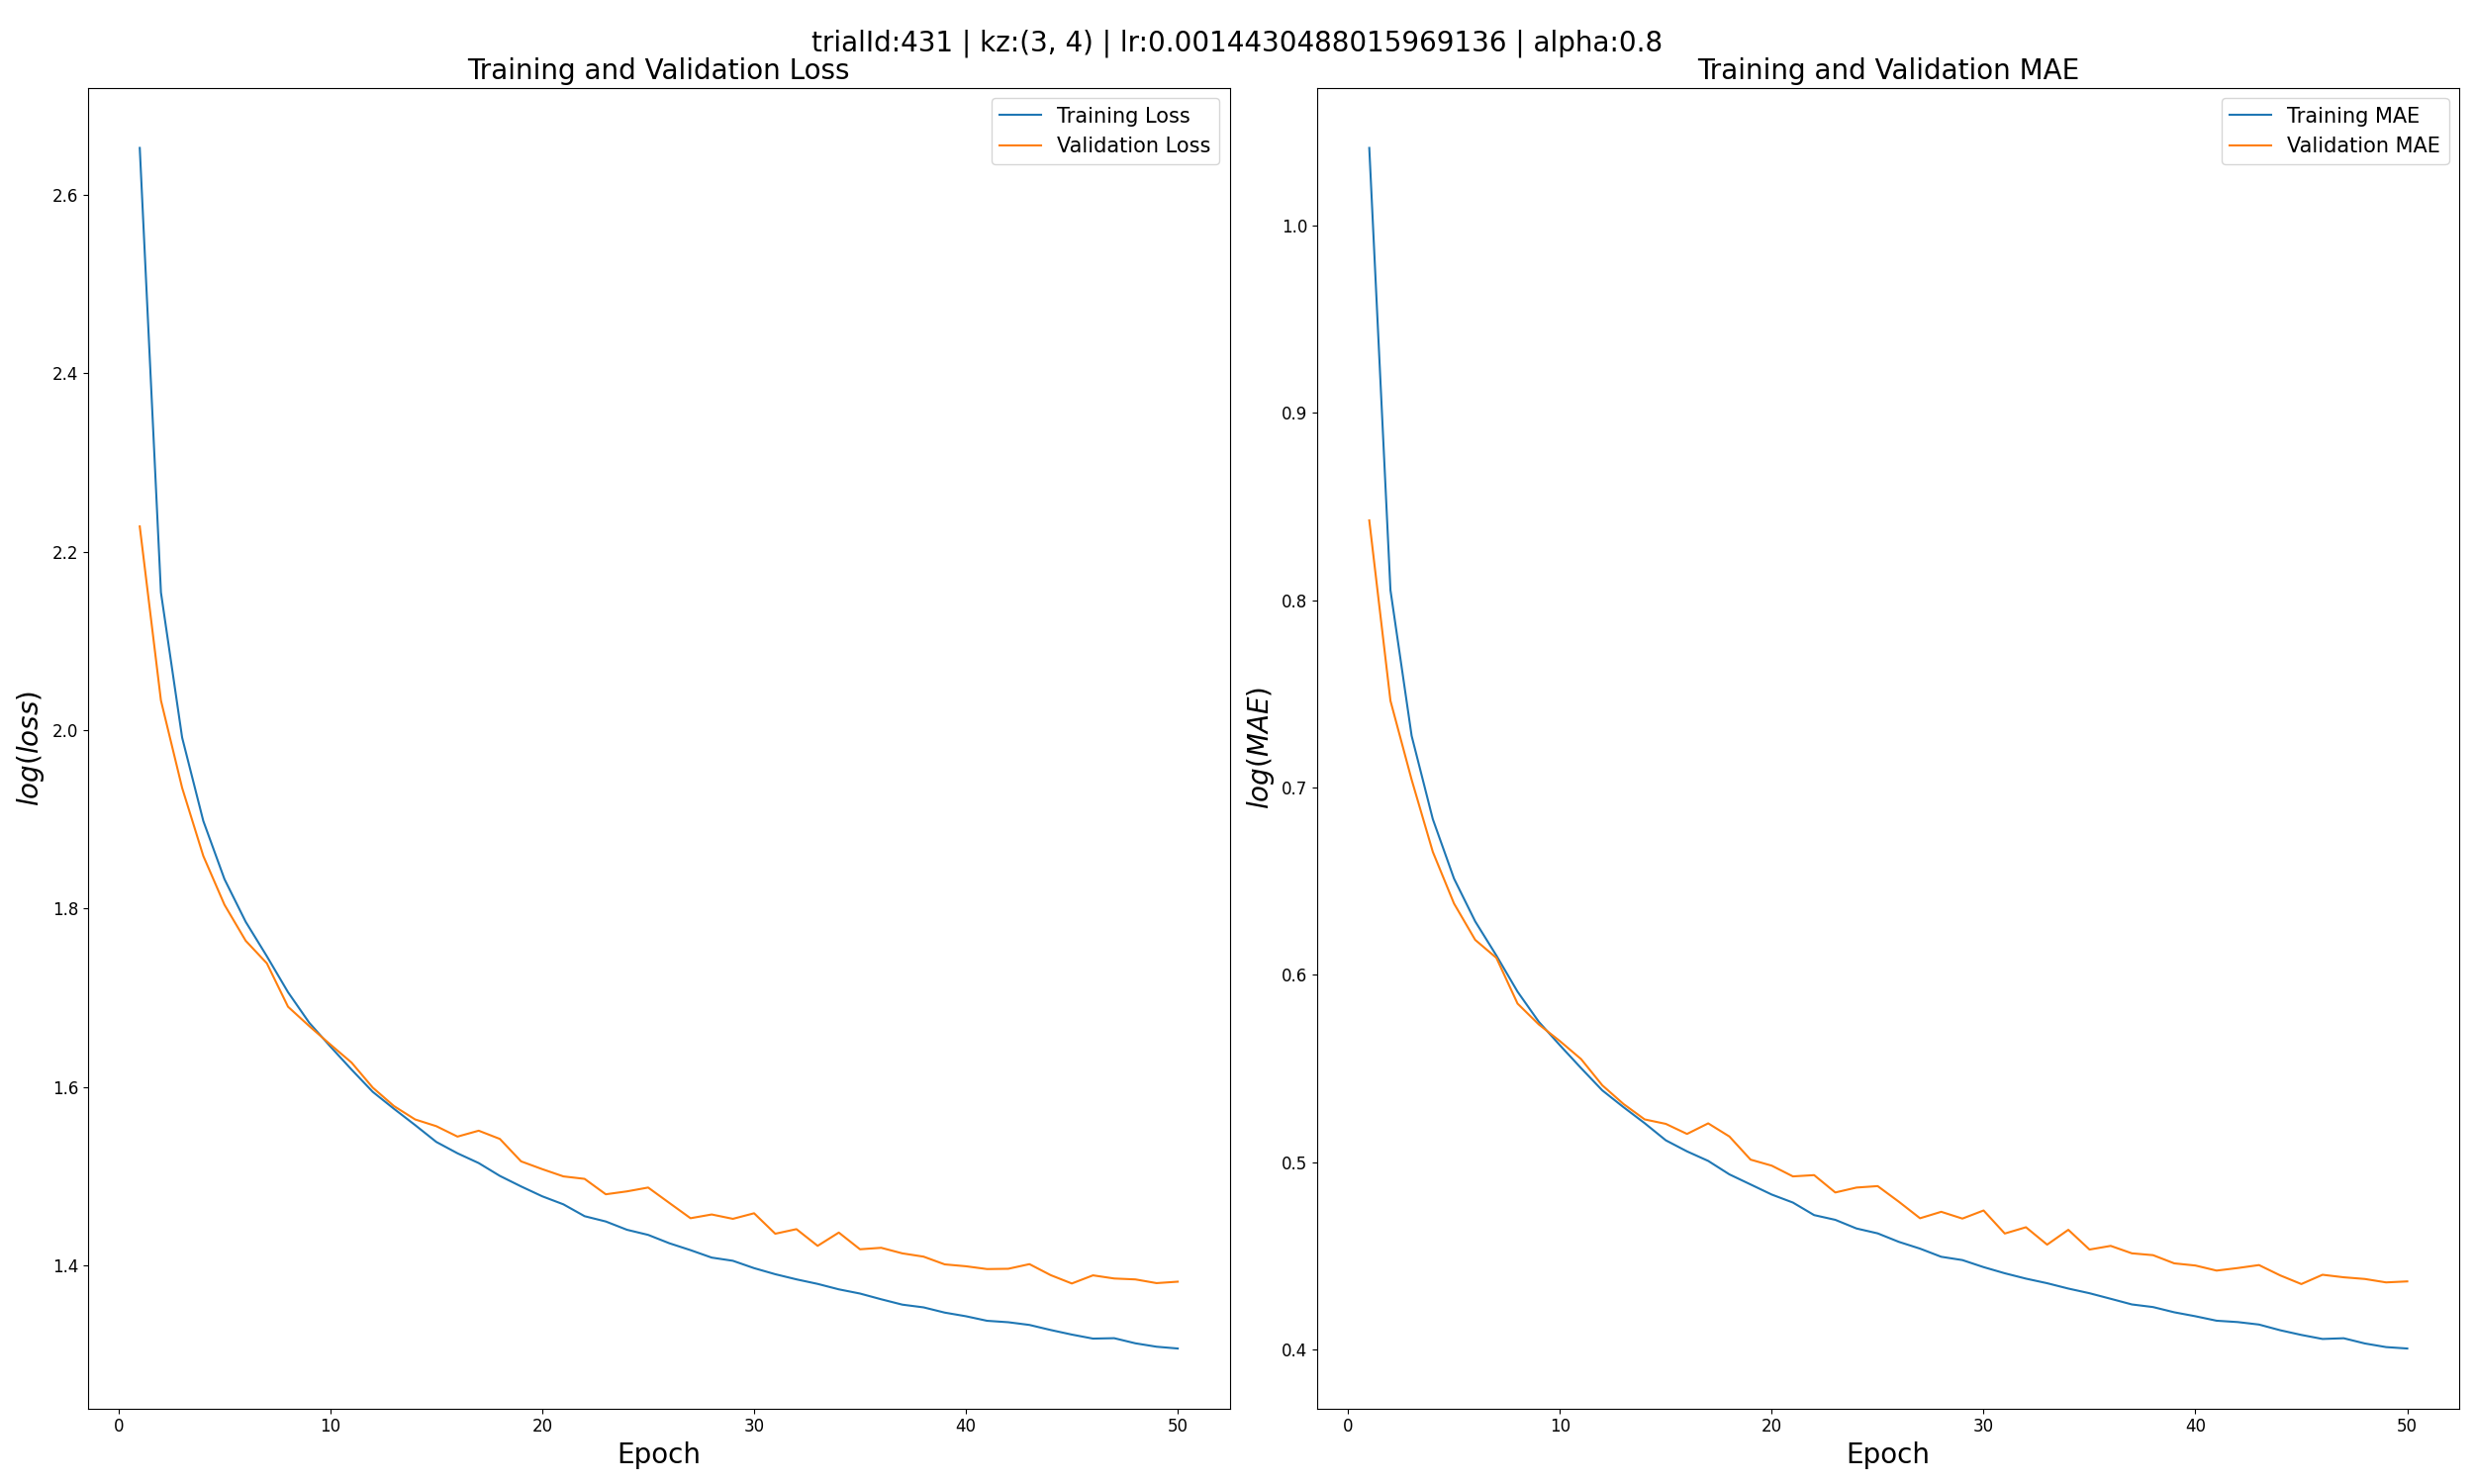 trialId:431 | kz:(3, 4) | lr:0.0014430488015969136 | alpha:0.8
Training and Validation Loss
Training Loss
Validation Loss
2.6
2.4
2.2
2.0
1.8
1.6
1.4
log(loss)
0 10 20 30 40 50
Epoch
Training and Validation MAE
Training MAE
Validation MAE
1.0
0.9
0.8
0.7
0.6
0.5
0.4
log(MAE)
0 10 20 30 40 50
Epoch